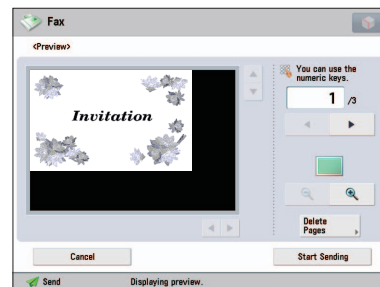 Fax
<Preview>
You can use the
numeric keys.
Invitation
1 /3
Delete
Pages
Cancel
Start Sending
Send
Displaying preview.